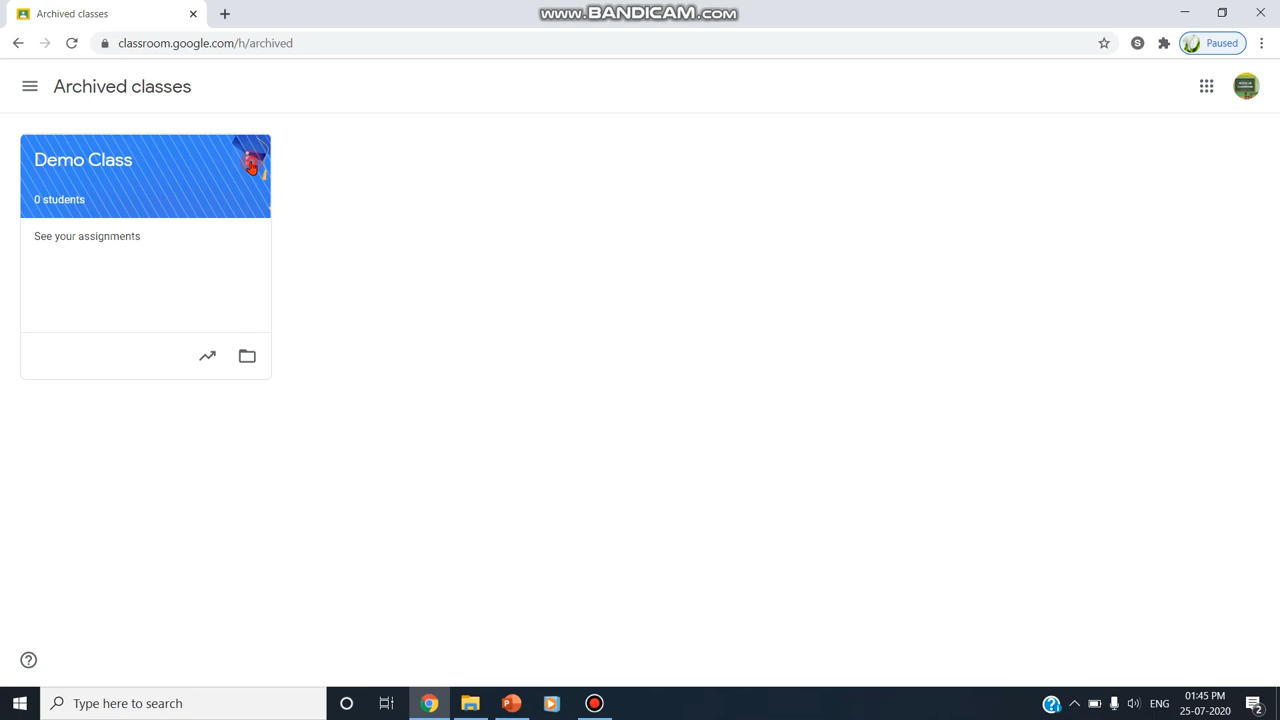 Archived classes
www.BANDICAM.com
classroom.google.com/h/archived
S
Paused
Archived classes
Demo Class
0 students
See your assignments
Type here to search
ENG
01:45 PM
25-07-2020
2